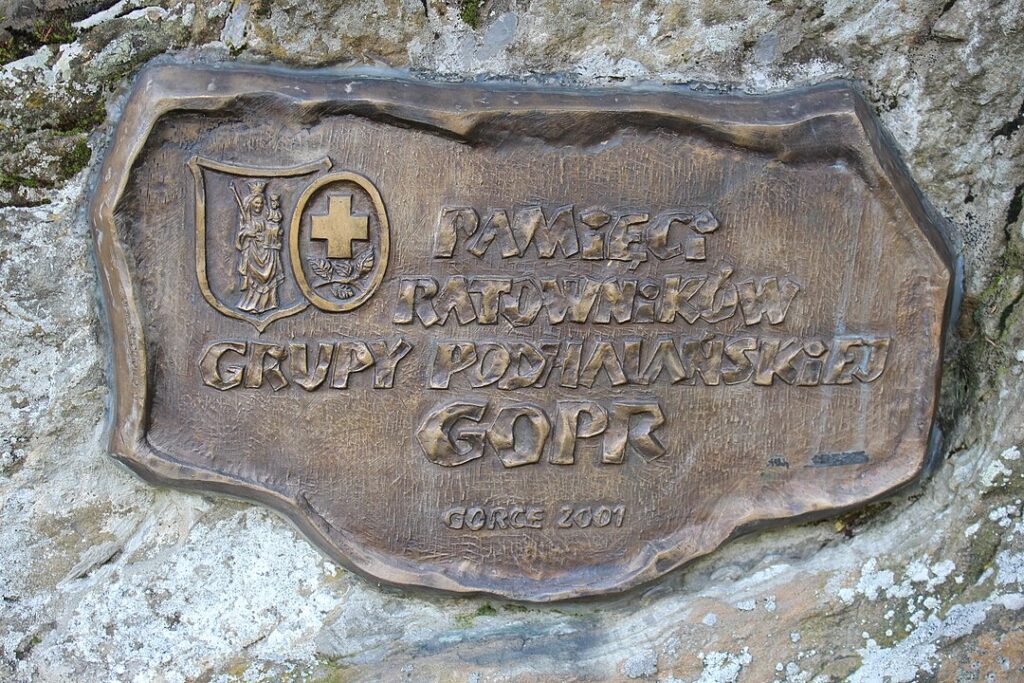 PAMIĘCI
RATOWNIKÓW
GRUPY PODHALAŃSKIEJ
GOPR
GORCE 2001